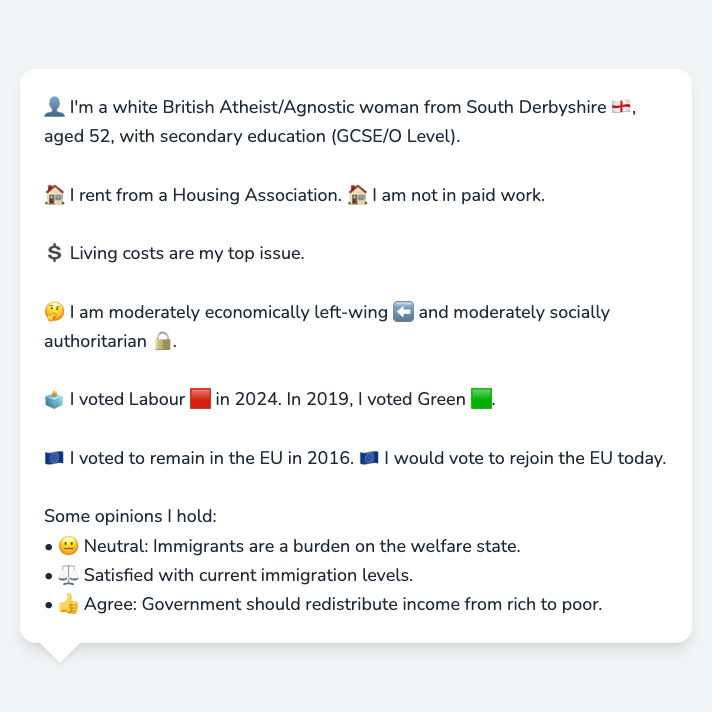 👤 I'm a white British Atheist/Agnostic woman from South Derbyshire 🏴󠁧󠁢󠁥󠁮󠁧󠁿,
aged 52, with secondary education (GCSE/O Level).
🏠 I rent from a Housing Association. 🏠 I am not in paid work.
💲 Living costs are my top issue.
🤔 I am moderately economically left-wing ⬅️ and moderately socially
authoritarian 🔒.
🗳️ I voted Labour 🟥 in 2024. In 2019, I voted Green 🟩.
🇪🇺 I voted to remain in the EU in 2016. 🇪🇺 I would vote to rejoin the EU today.
Some opinions I hold:
• 😐 Neutral: Immigrants are a burden on the welfare state.
• ⚖️ Satisfied with current immigration levels.
• 👍 Agree: Government should redistribute income from rich to poor.